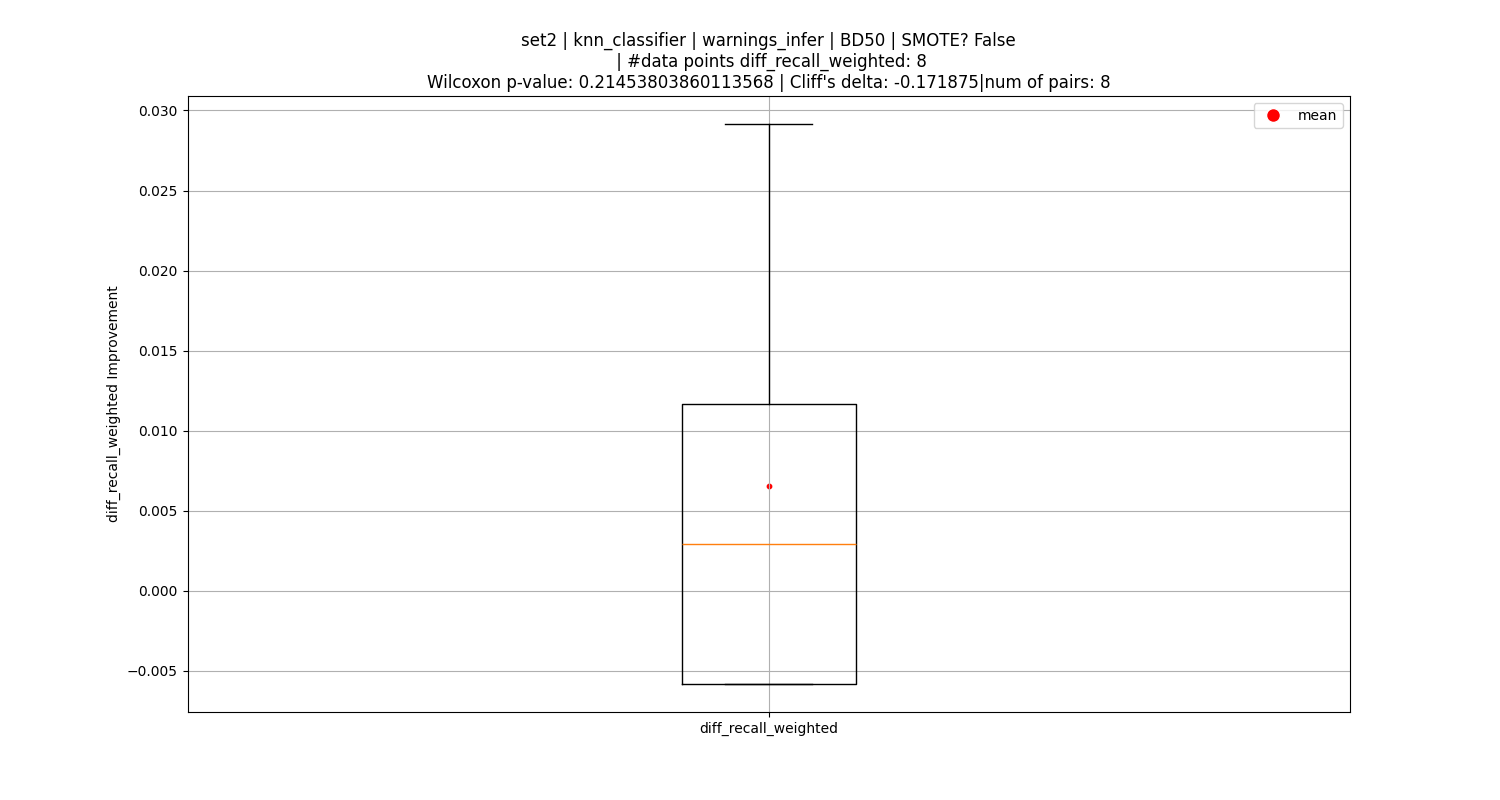 set2 | knn_classifier | warnings_infer | BD50 | SMOTE? False
| #data points diff_recall_weighted: 8
Wilcoxon p-value: 0.21453803860113568 | Cliff's delta: -0.171875|num of pairs: 8
mean
0.030
0.025
0.020
0.015
0.010
0.005
0.000
−0.005
diff_recall_weighted Improvement
diff_recall_weighted